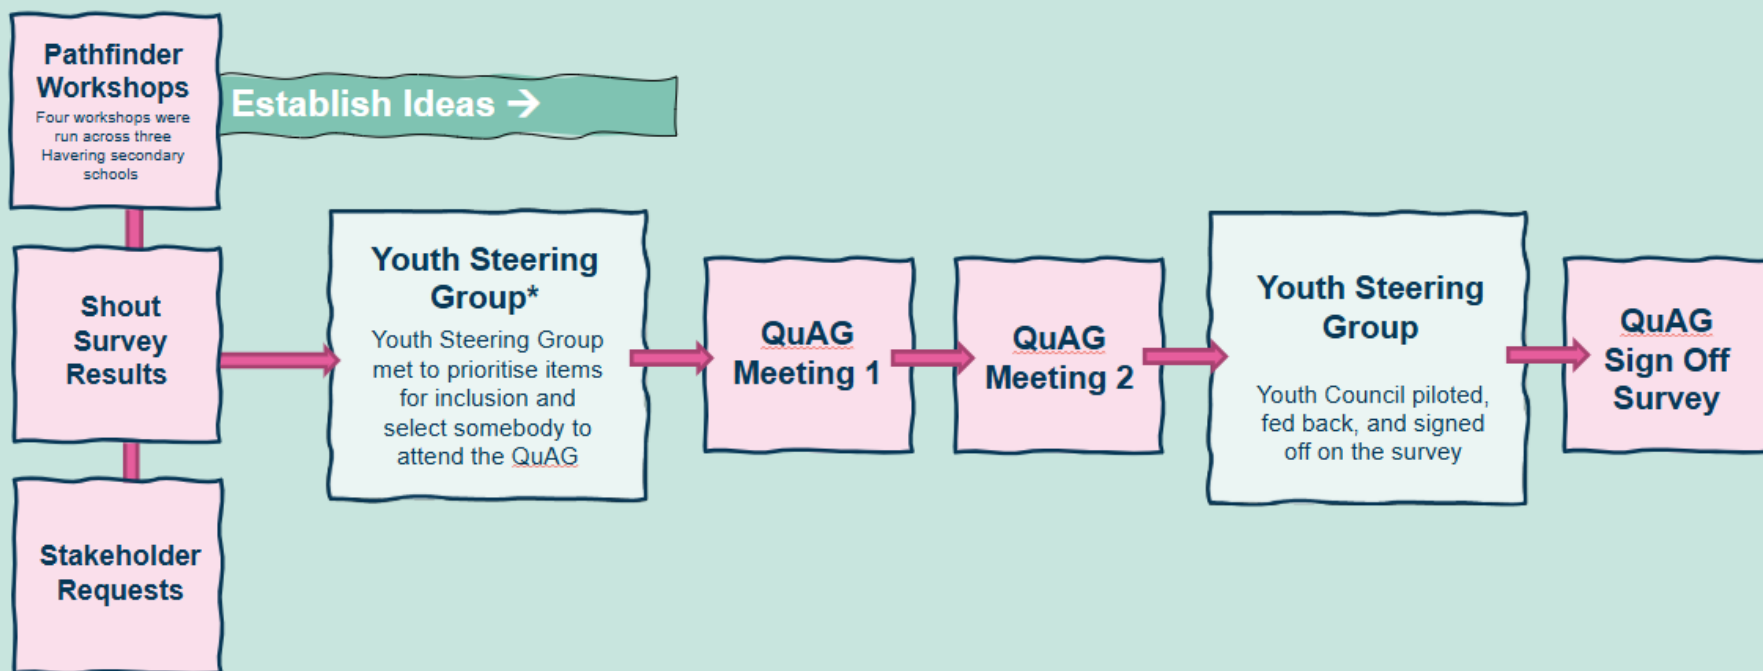 Pathfinder
Workshops
Four workshops were
run across three
Havering secondary
schools
Establish Ideas →
Shout
Survey
Results
Stakeholder
Requests
Youth Steering
Group*
Youth Steering Group
met to prioritise items
for inclusion and
select somebody to
attend the QuAG
QuAG
Meeting 1
QuAG
Meeting 2
Youth Steering
Group
Youth Council piloted,
fed back, and signed
off on the survey
QuAG
Sign Off
Survey